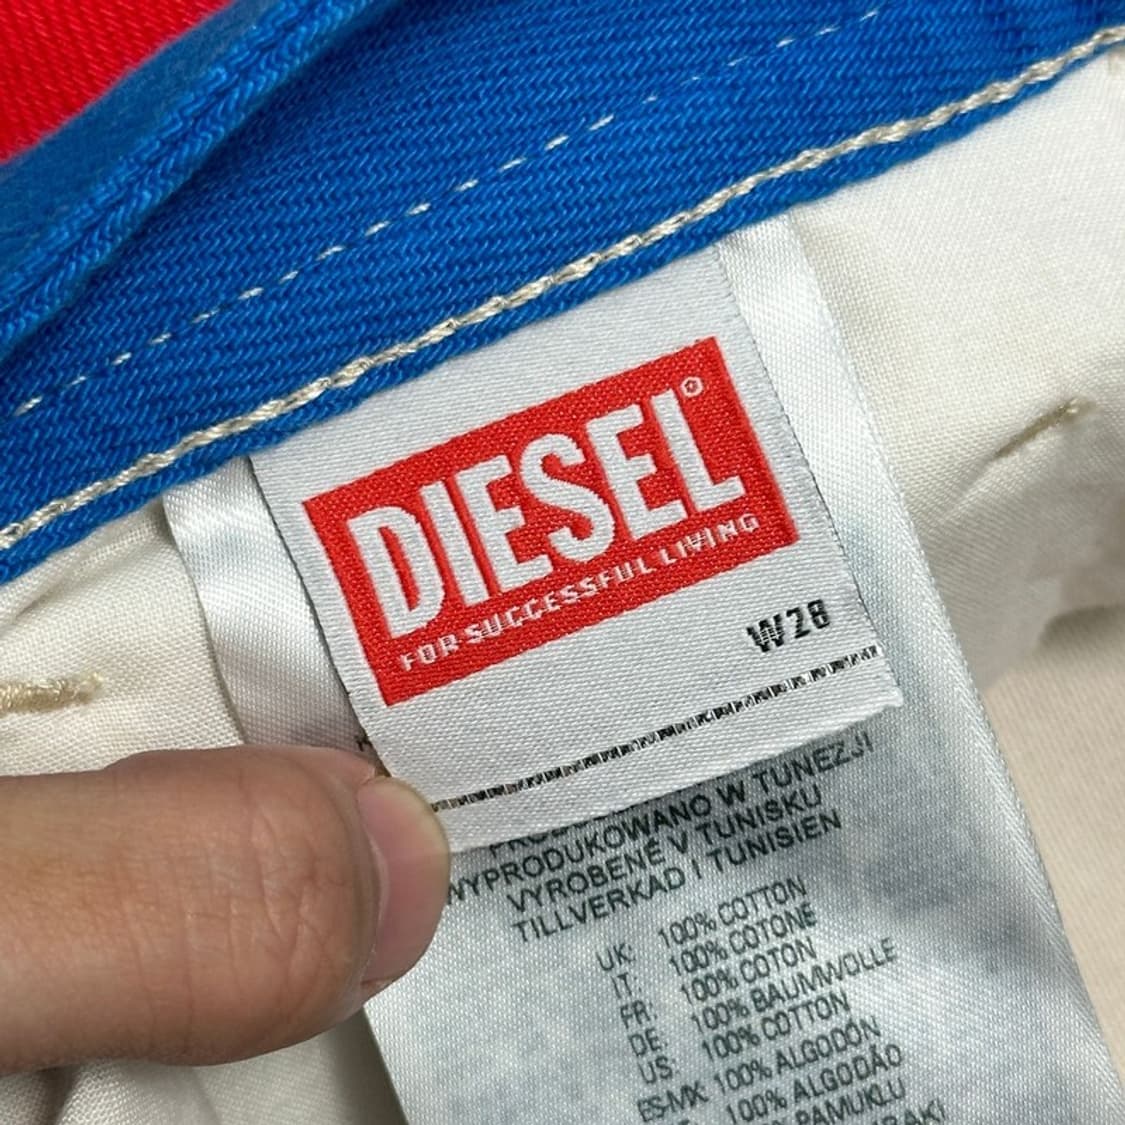 DIESEL®
FOR SUCCESSFUL LIVING
W28
WYPRODUKOWANO W TUNEZJI
VYROBENÉ V TUNISKU
TILLVERKAD I TUNISIEN
UK: 100% COTTON
IT: 100% COTONE
FR: 100% COTON
DE: 100% BAUMWOLLE
US: 100% COTTON
ES-MX: 100% ALGODÓN
100% ALGODÃO
PAMUKLU